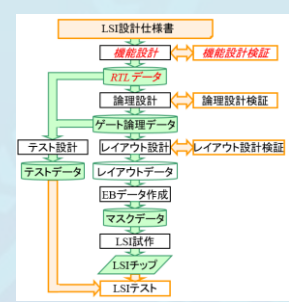 LSI設計仕様書
機能設計 機能設計検証
RTLデータ
論理設計 論理設計検証
ゲート論理データ
テスト設計 レイアウト設計 レイアウト設計検証
テストデータ レイアウトデータ
EBデータ作成
マスクデータ
LSI試作
LSIチップ
LSIテスト